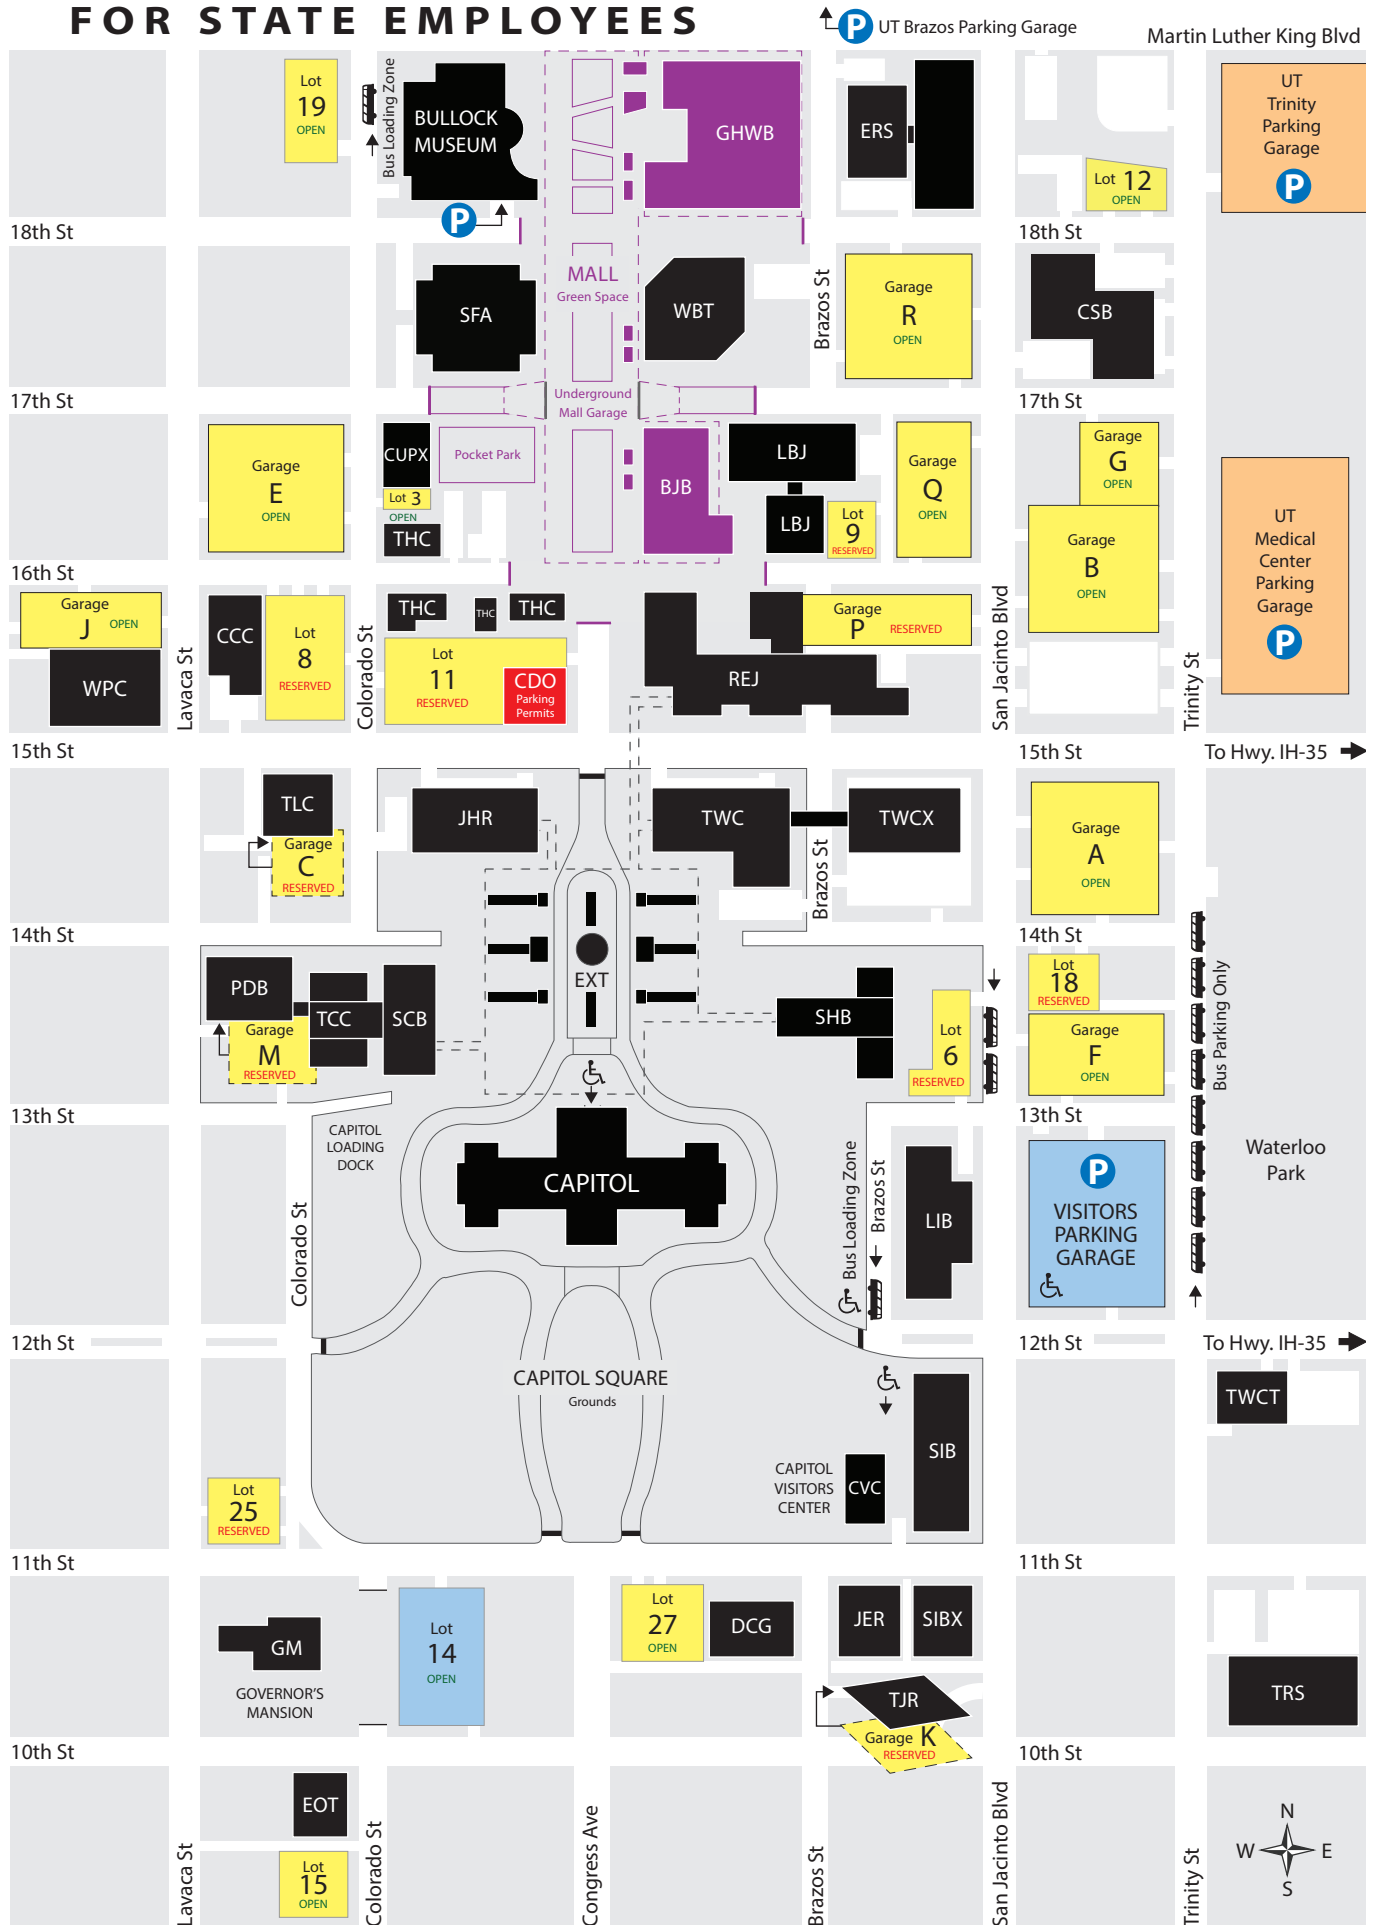 FOR STATE EMPLOYEES
P UT Brazos Parking Garage
Martin Luther King Blvd
Lot
19
OPEN
Bus Loading Zone
BULLOCK
MUSEUM
P
GHWB
ERS
Lot 12
OPEN
UT
Trinity
Parking
Garage
P
18th St
18th St
SFA
MALL
Green Space
WBT
Brazos St
Garage
R
OPEN
CSB
17th St
Underground
Mall Garage
17th St
Garage
E
OPEN
CUPX
Lot 3
OPEN
THC
Pocket Park
BJB
LBJ
LBJ
Lot
9
RESERVED
Garage
Q
OPEN
Garage
G
OPEN
Garage
B
OPEN
UT
Medical
Center
Parking
Garage
P
16th St
Garage
J OPEN
WPC
Lavaca St
CCC
Lot
8
RESERVED
Colorado St
THC
THC
THC
Lot
11
RESERVED
CDO
Parking
Permits
REJ
Garage
P RESERVED
San Jacinto Blvd
Trinity St
15th St
15th St
To Hwy. IH-35
TLC
Garage
C
RESERVED
JHR
TWC
Brazos St
TWCX
Garage
A
OPEN
14th St
14th St
PDB
Garage
M
RESERVED
TCC
SCB
EXT
SHB
Lot
6
RESERVED
Lot
18
RESERVED
Garage
F
OPEN
Bus Parking Only
13th St
13th St
CAPITOL
LOADING
DOCK
CAPITOL
Colorado St
Bus Loading Zone
Brazos St
LIB
P
VISITORS
PARKING
GARAGE
Waterloo
Park
12th St
12th St
To Hwy. IH-35
CAPITOL SQUARE
Grounds
TWCT
CAPITOL
VISITORS
CENTER
CVC
SIB
Lot
25
RESERVED
11th St
11th St
GM
GOVERNOR'S
MANSION
Lot
14
OPEN
Lot
27
OPEN
DCG
JER
SIBX
TJR
Garage K
RESERVED
TRS
10th St
10th St
EOT
Lot
15
OPEN
Lavaca St
Colorado St
Congress Ave
Brazos St
San Jacinto Blvd
Trinity St
N
W E
S